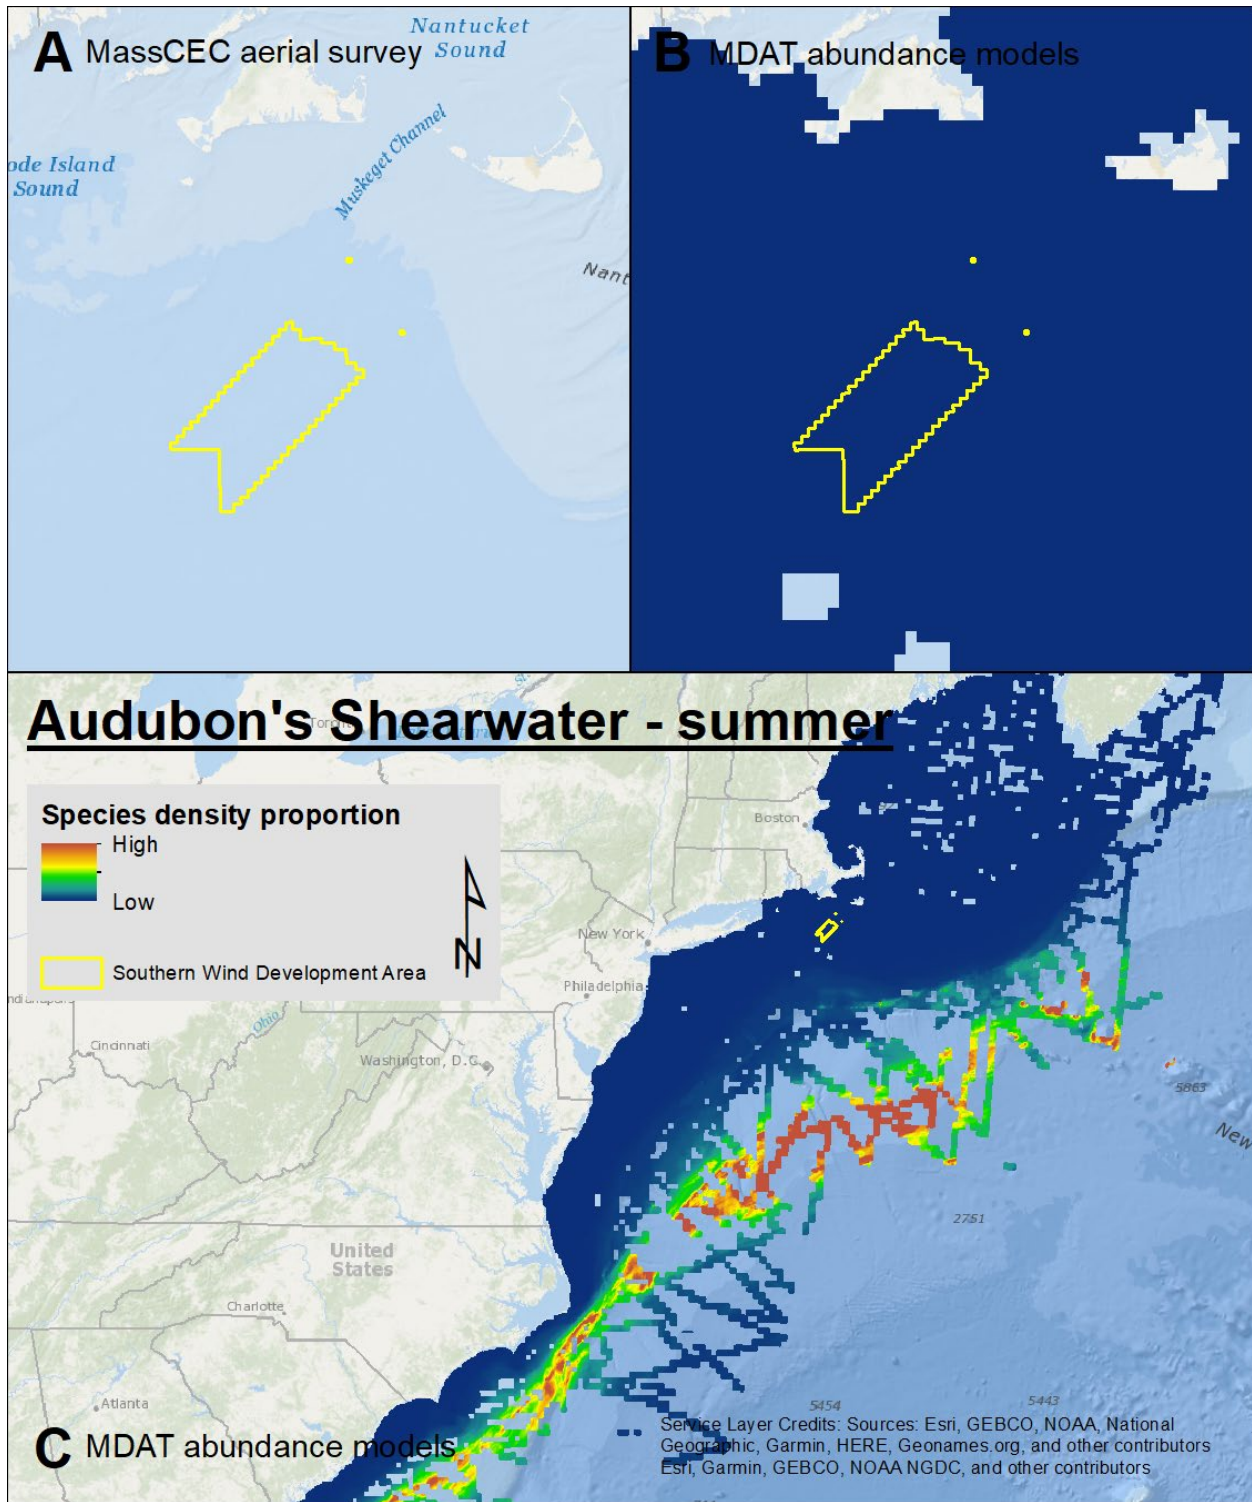 A MassCEC aerial survey
Nantucket
Sound
ode Island
Sound
Muskeget Channel
Nant
B MDAT abundance models
Audubon's Shearwater - summer
Species density proportion
High
Low
N
Southern Wind Development Area
Boston
New York
Philadelphia
Ohio
Cincinnati
Washington, D.C.
United
States
Charlotte
Atlanta
5863
New
2751
5454
5443
C MDAT abundance models
Service Layer Credits: Sources: Esri, GEBCO, NOAA, National
Geographic, Garmin, HERE, Geonames.org, and other contributors
Esri, Garmin, GEBCO, NOAA NGDC, and other contributors